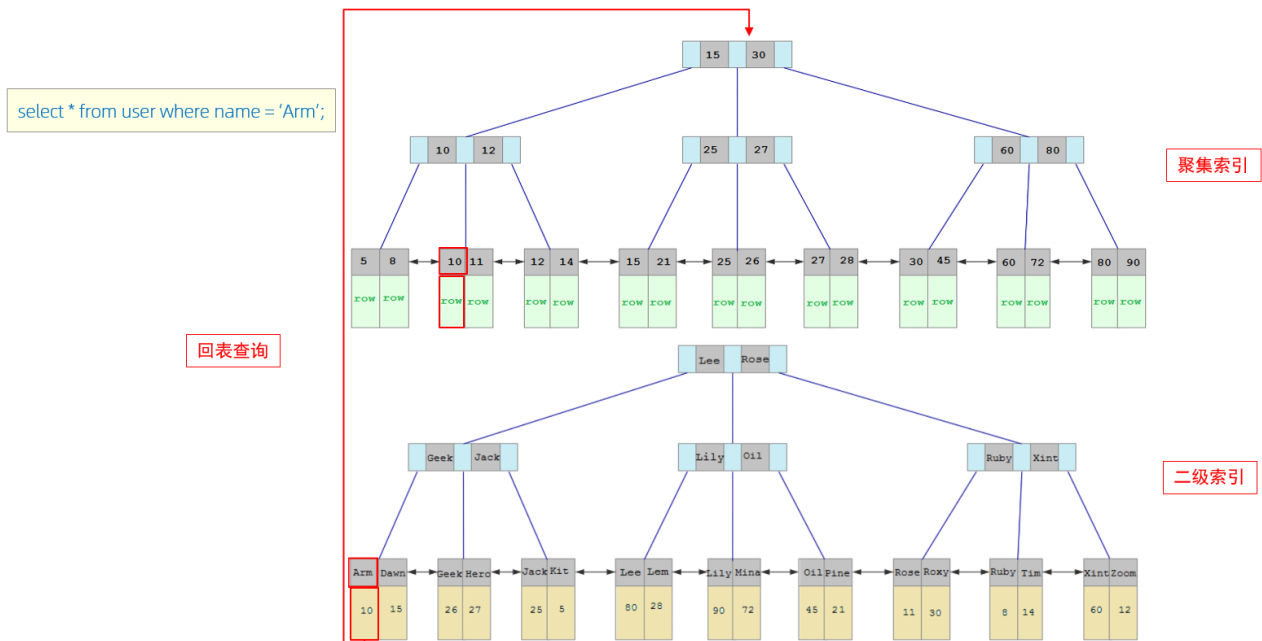 select * from user where name = ‘Arm’;
15 30
10 12
25 27
60 80
聚集索引
5 8 10 11 12 14 15 21 25 26 27 28 30 45 60 72 80 90
row row row row row row row row row row row row row row row row row row
回表查询
Lee Rose
Geek Jack
Lily Oil
Ruby Xint
二级索引
Arm Dawn Geek Hero Jack Kit Lee Lem Lily Mina Oil Pine Rose Roxy Ruby Tim Xint Zoom
10 15 26 27 25 5 80 28 90 72 45 21 11 30 8 14 60 12